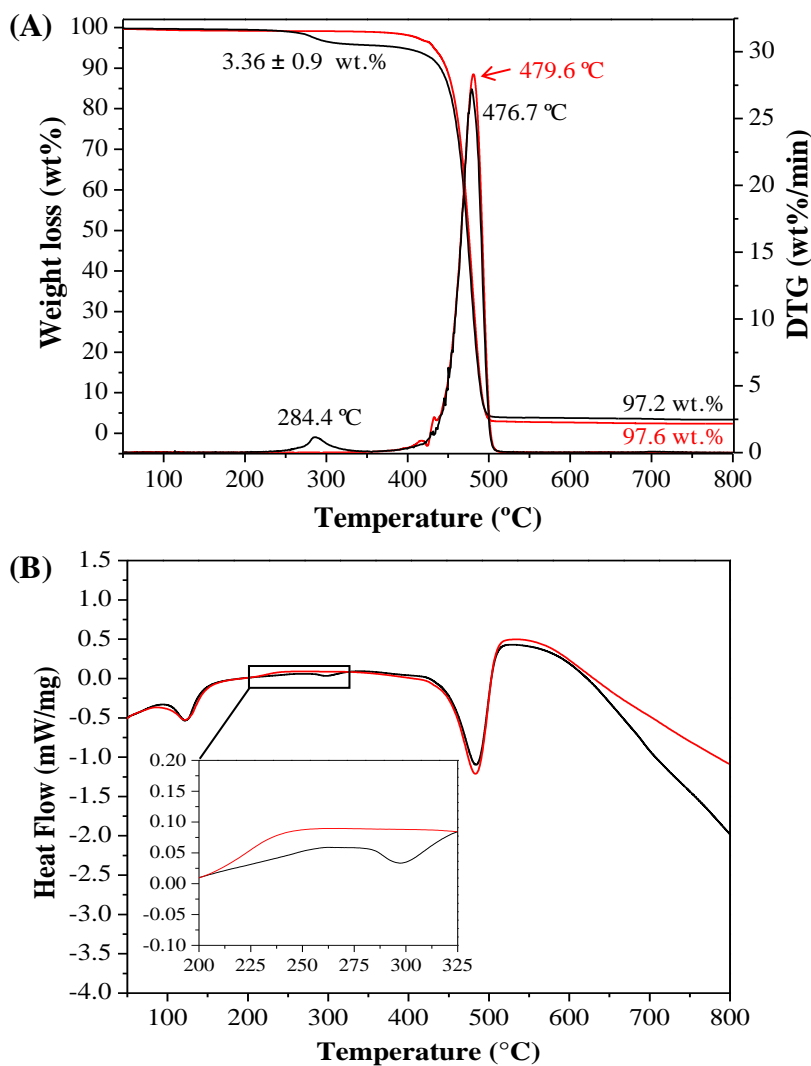 (A)
3.36 ± 0.9 wt.%
479.6 ºC
476.7 ºC
284.4 ºC
97.2 wt.%
97.6 wt.%
Weight loss (wt%)
100
90
80
70
60
50
40
30
20
10
0
DTG (wt%/min)
30
25
20
15
10
5
0
100 200 300 400 500 600 700 800
Temperature (ºC)
(B)
Heat Flow (mW/mg)
1.5
1.0
0.5
0.0
-0.5
-1.0
-1.5
-2.0
-2.5
-3.0
-3.5
-4.0
0.20
0.15
0.10
0.05
0.00
-0.05
-0.10
200 225 250 275 300 325
100 200 300 400 500 600 700 800
Temperature (°C)